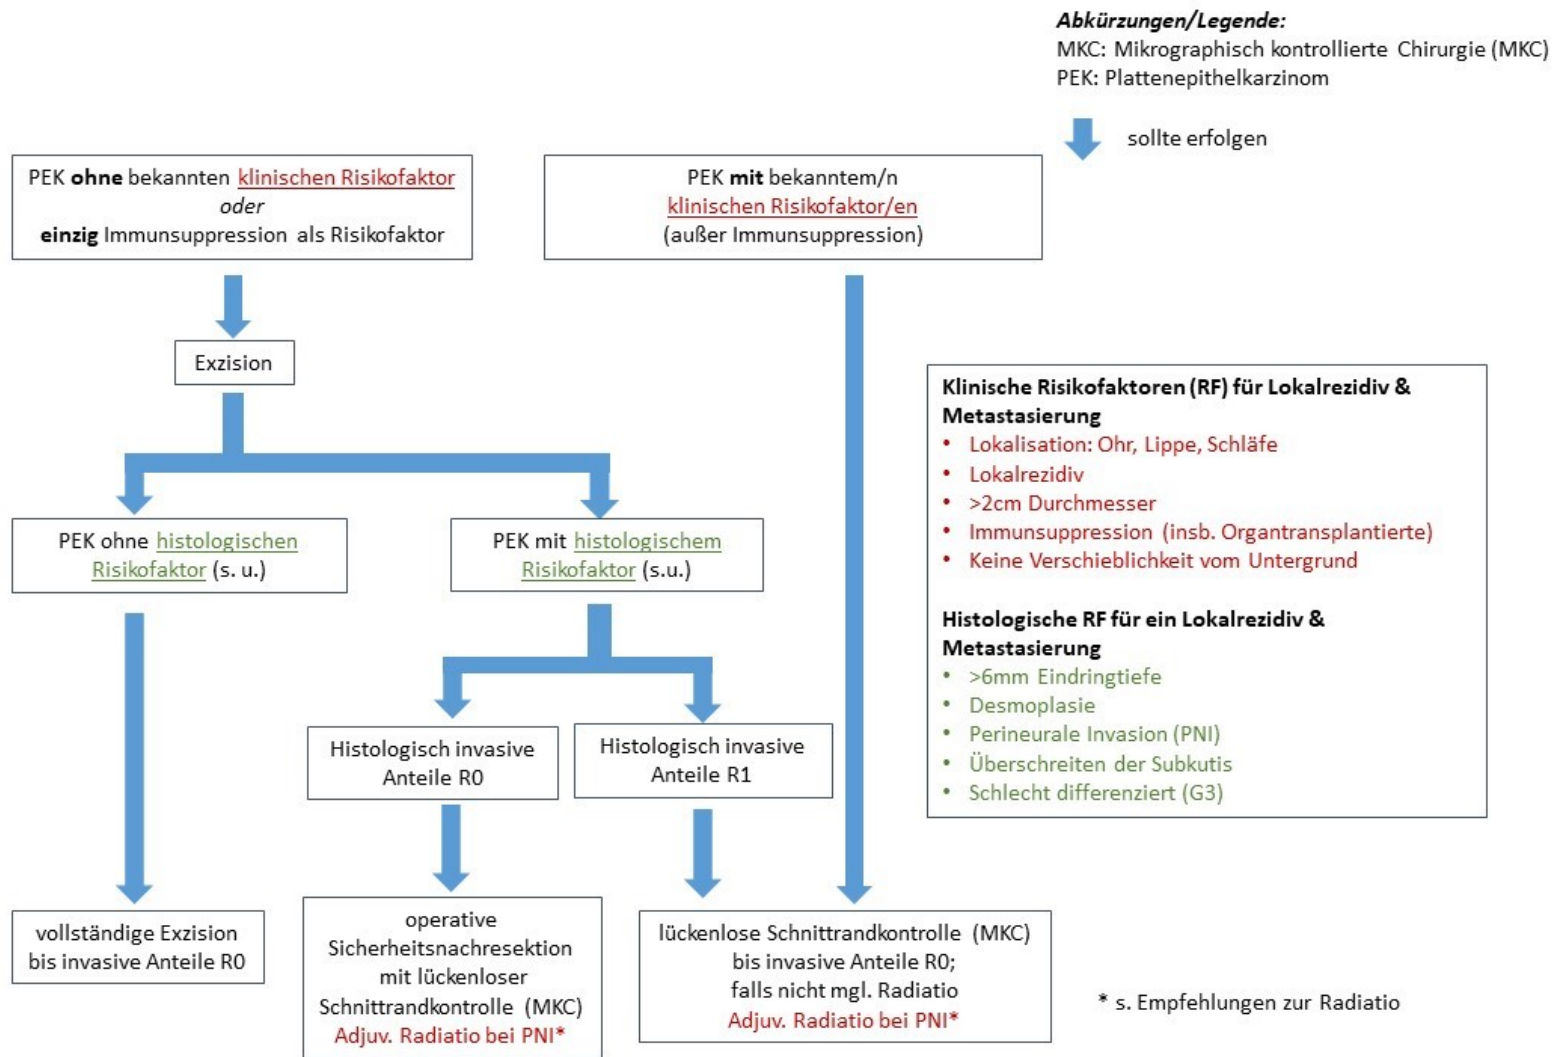 Abkürzungen/Legende:
MKC: Mikrographisch kontrollierte Chirurgie (MKC)
PEK: Plattenepithelkarzinom
sollte erfolgen
PEK ohne bekannten klinischen Risikofaktor
oder
einzig Immunsuppression als Risikofaktor
PEK mit bekanntem/n
klinischen Risikofaktor/en
(außer Immunsuppression)
Exzision
PEK ohne histologischen
Risikofaktor (s. u.)
PEK mit histologischem
Risikofaktor (s.u.)
Klinische Risikofaktoren (RF) für Lokalrezidiv &
Metastasierung
• Lokalisation: Ohr, Lippe, Schläfe
• Lokalrezidiv
• >2cm Durchmesser
• Immunsuppression (insb. Organtransplantierte)
• Keine Verschieblichkeit vom Untergrund
Histologische RF für ein Lokalrezidiv &
Metastasierung
• >6mm Eindringtiefe
• Desmoplasie
• Perineurale Invasion (PNI)
• Überschreiten der Subkutis
• Schlecht differenziert (G3)
Histologisch invasive
Anteile R0
Histologisch invasive
Anteile R1
vollständige Exzision
bis invasive Anteile R0
operative
Sicherheitsnachresektion
mit lückenloser
Schnittrandkontrolle (MKC)
Adjuv. Radiatio bei PNI*
lückenlose Schnittrandkontrolle (MKC)
bis invasive Anteile R0;
falls nicht mgl. Radiatio
Adjuv. Radiatio bei PNI*
* s. Empfehlungen zur Radiatio